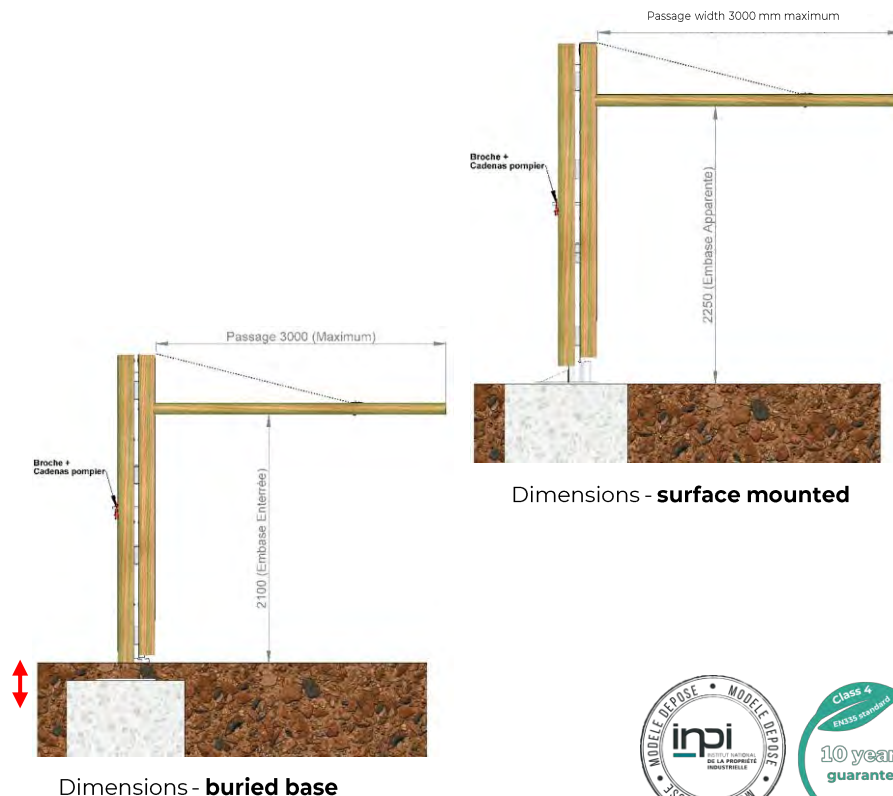 Passage width 3000 mm maximum
Broche +
Cadenas pompier
2250 (Embase Apparente)
Dimensions - surface mounted
Passage 3000 (Maximum)
Broche +
Cadenas pompier
2100 (Embase Enterrée)
Dimensions - buried base
MODELE DEPOSE • MODELE DEPOSE
inpi
INSTITUT NATIONAL
DE LA PROPRIÉTÉ
INDUSTRIELLE
Class 4
EN335 standard
10 year
guarante